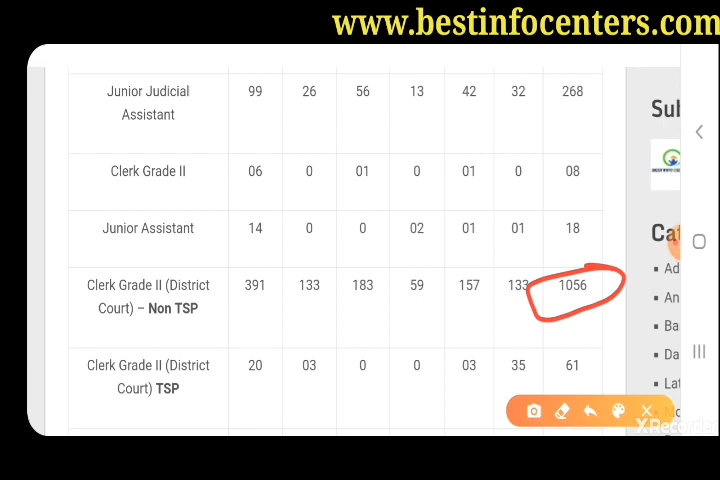 www.bestinfocenters.com
Junior Judicial
Assistant
99 26 56 13 42 32 268
Clerk Grade II 06 0 01 0 01 0 08
Junior Assistant 14 0 0 02 01 01 18
Clerk Grade II (District
Court) – Non TSP
391 133 183 59 157 133 1056
Clerk Grade II (District
Court) TSP
20 03 0 0 03 35 61
Sul
Cat
Ad
An
Ba
Da
Lat
XRecorder